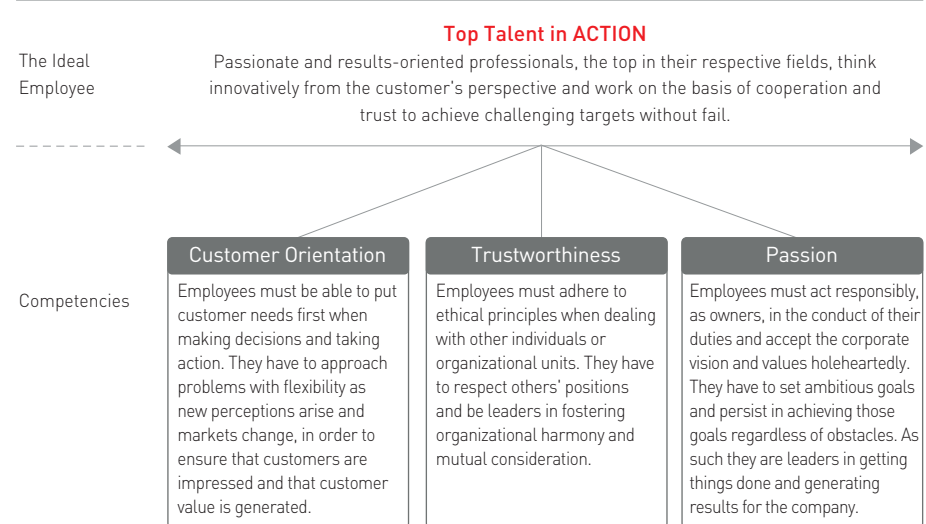 Top Talent in ACTION
The Ideal
Employee
Passionate and results-oriented professionals, the top in their respective fields, think
innovatively from the customer's perspective and work on the basis of cooperation and
trust to achieve challenging targets without fail.
Competencies
Customer Orientation
Employees must be able to put
customer needs first when
making decisions and taking
action. They have to approach
problems with flexibility as
new perceptions arise and
markets change, in order to
ensure that customers are
impressed and that customer
value is generated.
Trustworthiness
Employees must adhere to
ethical principles when dealing
with other individuals or
organizational units. They have
to respect others' positions
and be leaders in fostering
organizational harmony and
mutual consideration.
Passion
Employees must act responsibly,
as owners, in the conduct of their
duties and accept the corporate
vision and values holeheartedly.
They have to set ambitious goals
and persist in achieving those
goals regardless of obstacles. As
such they are leaders in getting
things done and generating
results for the company.